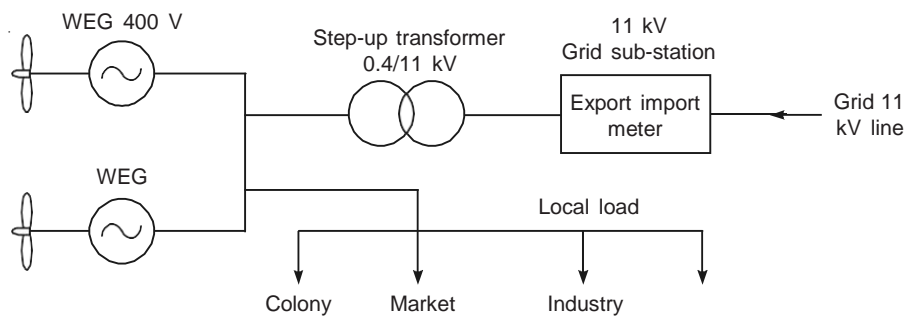 WEG 400 V
Step-up transformer
0.4/11 kV
11 kV
Grid sub-station
Export import
meter
Grid 11
kV line
WEG
Local load
Colony
Market
Industry